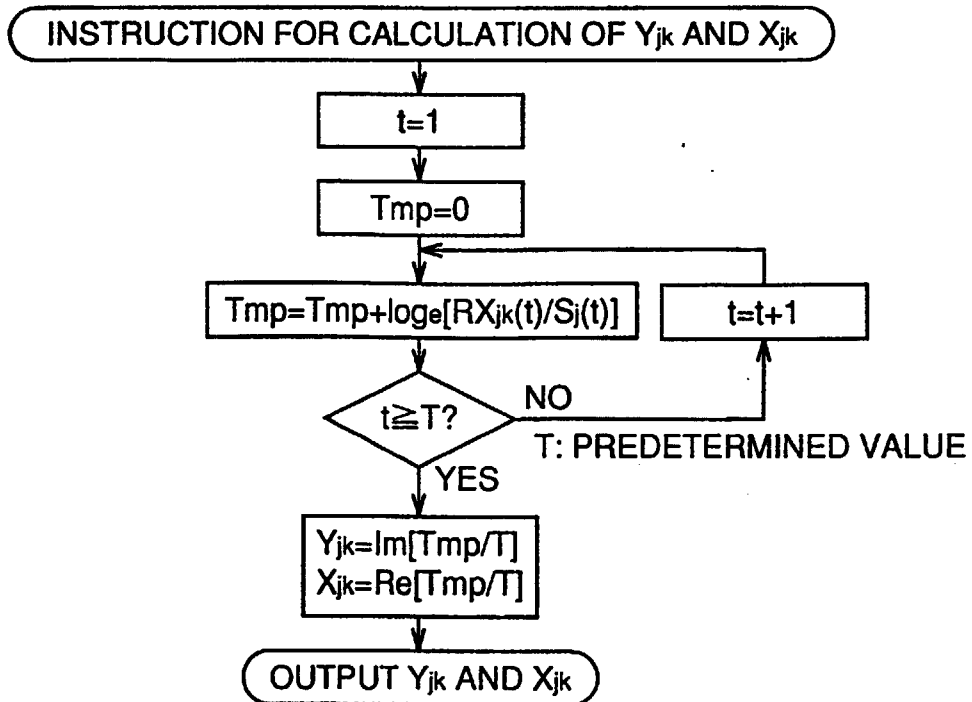 INSTRUCTION FOR CALCULATION OF Yjk AND Xjk
t=1
Tmp=0
Tmp=Tmp+loge[RXjk(t)/Sj(t)]
t=t+1
t≧T?
NO
T: PREDETERMINED VALUE
YES
Yjk=Im[Tmp/T]
Xjk=Re[Tmp/T]
OUTPUT Yjk AND Xjk